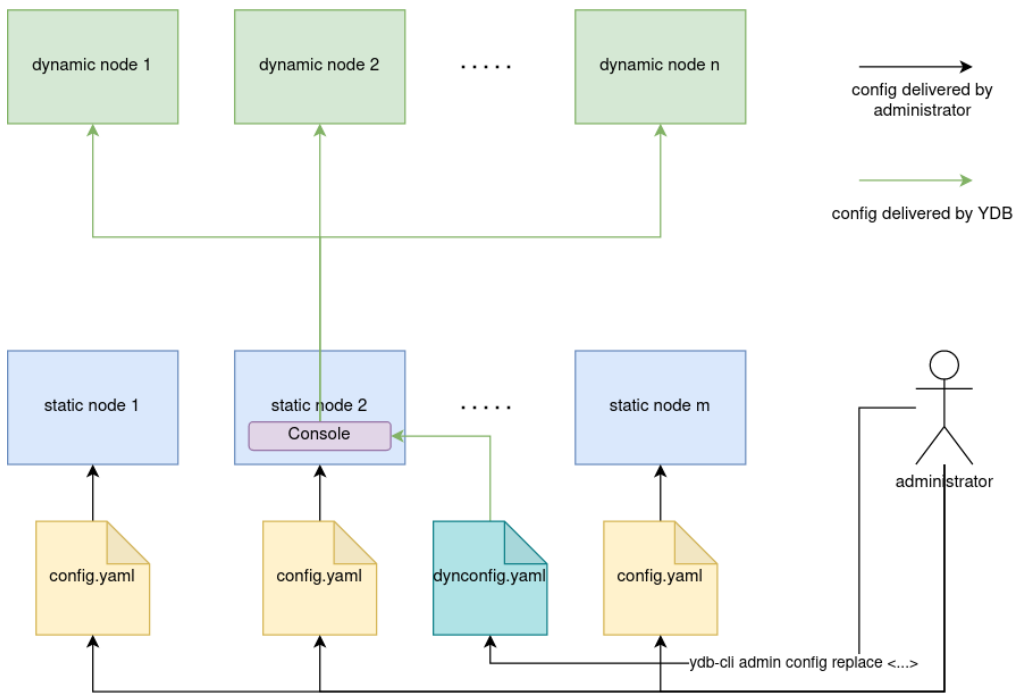 dynamic node 1
dynamic node 2
.....
dynamic node n
config delivered by
administrator
config delivered by YDB
static node 1
static node 2
.....
static node m
Console
administrator
config.yaml
config.yaml
dynconfig.yaml
config.yaml
ydb-cli admin config replace <...>